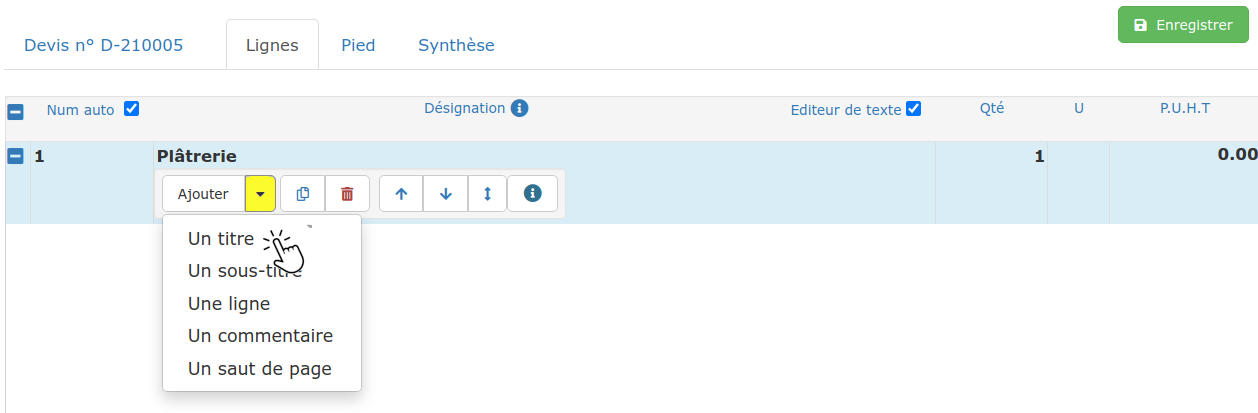 Enregistrer
Devis n° D-210005 Lignes Pied Synthèse
Num auto Désignation Editeur de texte Qté U P.U.H.T
1 Plâtrerie 1 0.00
Ajouter
Un titre
Un sous-titre
Une ligne
Un commentaire
Un saut de page